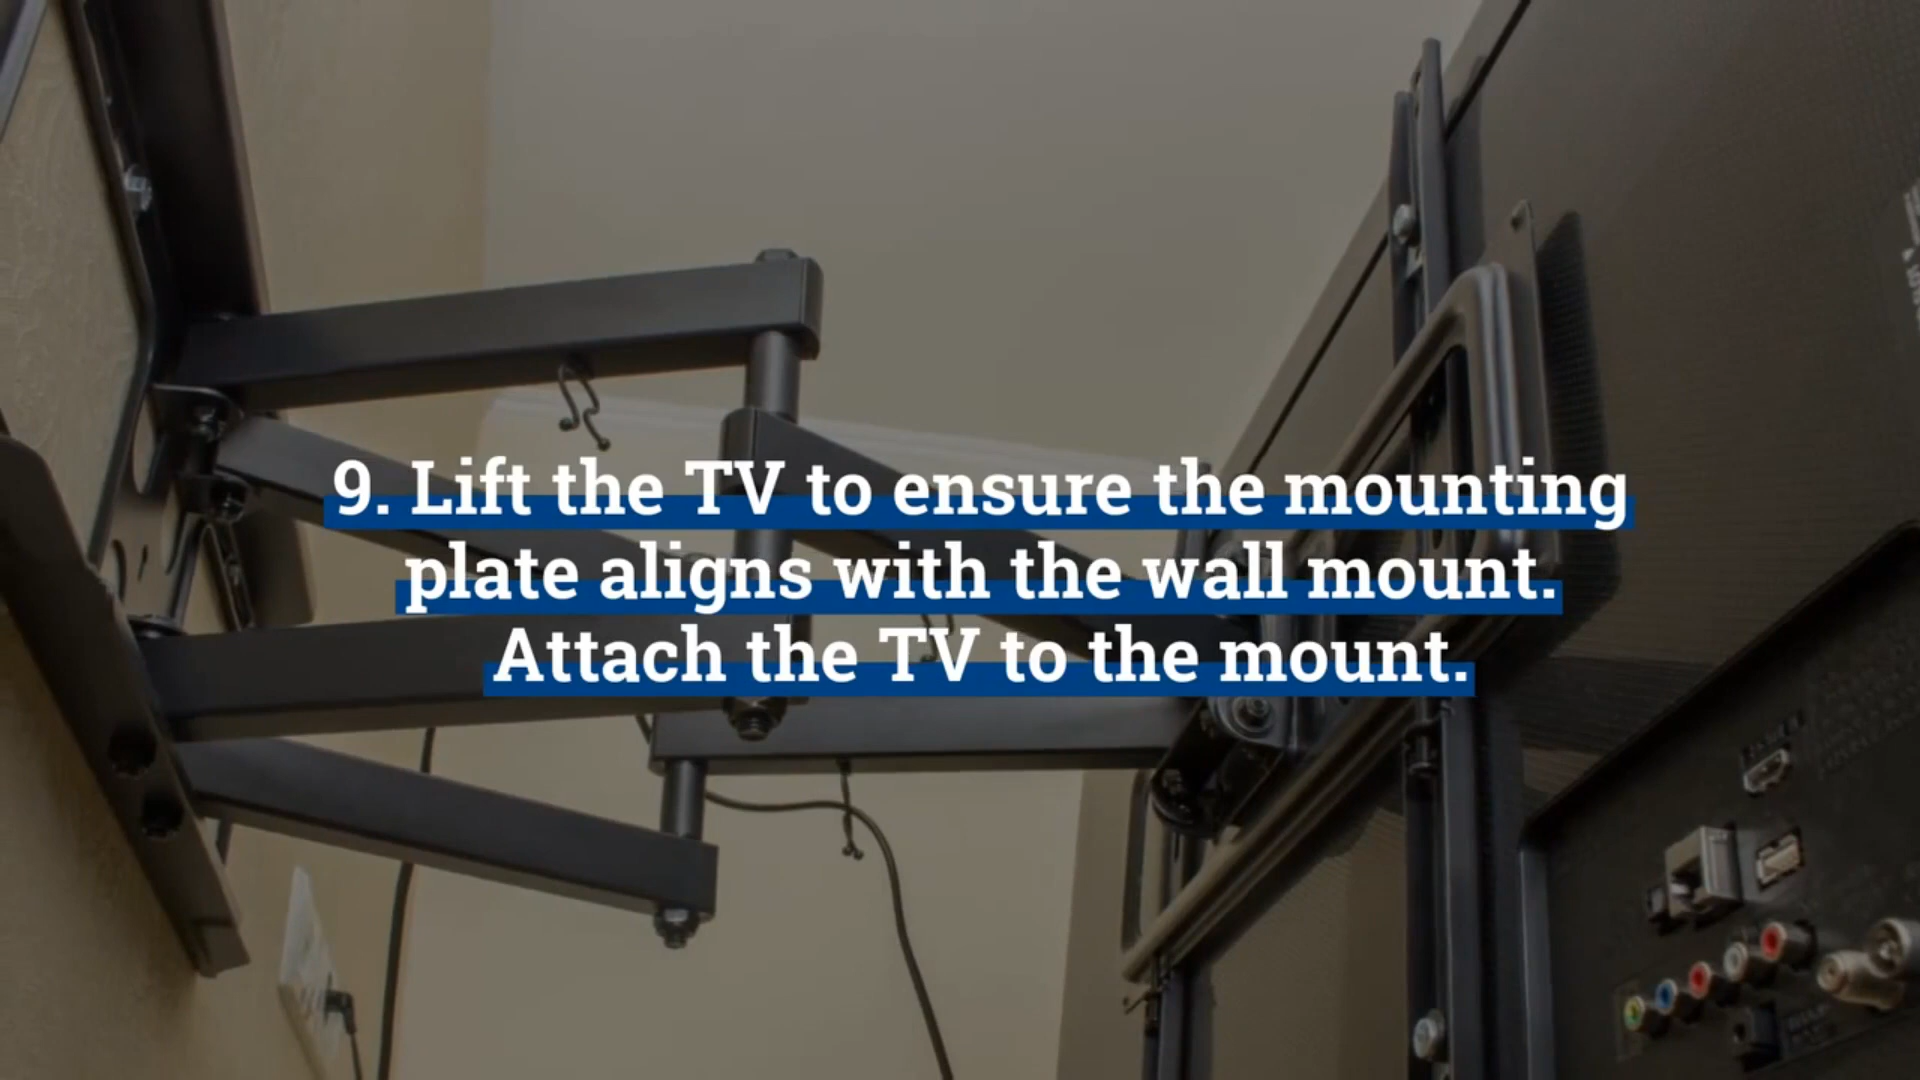 9. Lift the TV to ensure the mounting
plate aligns with the wall mount.
Attach the TV to the mount.